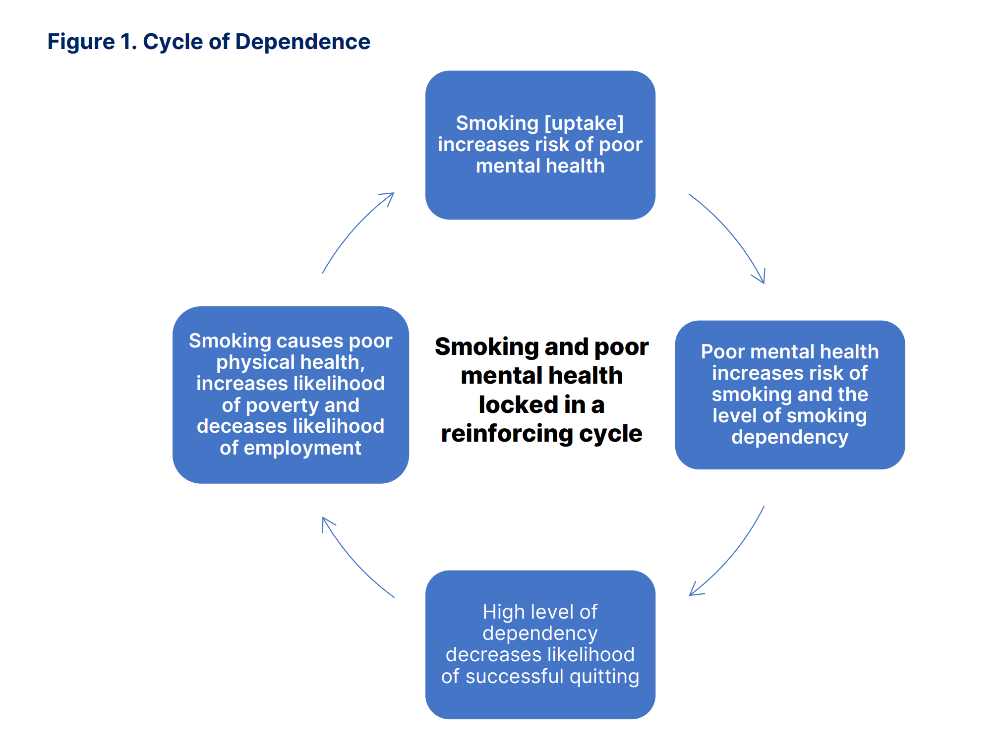 Figure 1. Cycle of Dependence
Smoking [uptake]
increases risk of poor
mental health
Poor mental health
increases risk of
smoking and the
level of smoking
dependency
High level of
dependency
decreases likelihood
of successful quitting
Smoking causes poor
physical health,
increases likelihood
of poverty and
deceases likelihood
of employment
Smoking and poor
mental health
locked in a
reinforcing cycle